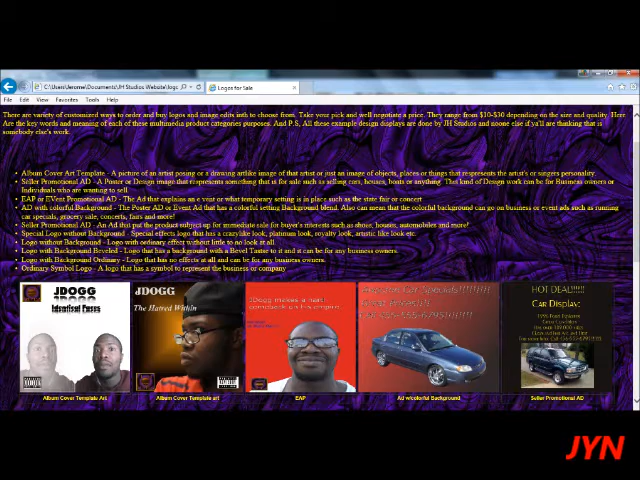 C:\Users\Jerome\Documents\JH Studios Website\logo
Logos for Sale
File Edit View Favorites Tools Help
There are variety of customized ways to order and buy logos and image edits inth to choose from. Take your pick and well negotiate a price. They range from $10-$30 depending on the size and quality. Here
Are the key words and meaning of each of these multimedia product categories purposes. And P.S, All these example design displays are done by JH Studios and noone else if ya'll are thinking that is
somebody else's work.
Album Cover Art Template - A picture of an artist posing or a drawing artlike image of that artist or just an image of objects, places or things that respresents the artist's or singers personality.
Seller Promotional AD - A Poster or Design image that respresents something that is for sale such as selling cars, houses, boats or anything. This kind of Design work can be for Business owners or
Individuals who are wanting to sell.
EAP or EVent Promotional AD - The Ad that explains an e vent or what temporary setting is in place such as the state fair or concert
AD with colorful Background - The Poster AD or Event Ad that has a colorful setting Background blend. Also can mean that the colorful background can go on business or event ads such as running
car specials, grocery sale, concerts, fairs and more!
Seller Promotional AD - An Ad that put the product subject up for immediate sale for buyer's interests such as shoes, houses, automobiles and more!
Special Logo without Background - Special effects logo that has a crazylike look, platinum look, royalty look, artistic like look etc.
Logo without Background - Logo with ordinary effect without little to no look at all.
Logo with Background Beveled - Logo that has a background with a Bevel Tastte to it and it can be for any business owners.
Logo with Background Ordinary - Logo that has no effects at all and can be for any business owners.
Ordinary Symbol Logo - A logo that has a symbol to represent the business or company
JDOGG
JDOGG
The Hatred Within
JDogg makes a hard
HOT DEAL!!!!
Car Display:
Album Cover Template Art
Album Cover Template art
EAP
Ad w/colorful Background
Seller Promotional AD
JYN